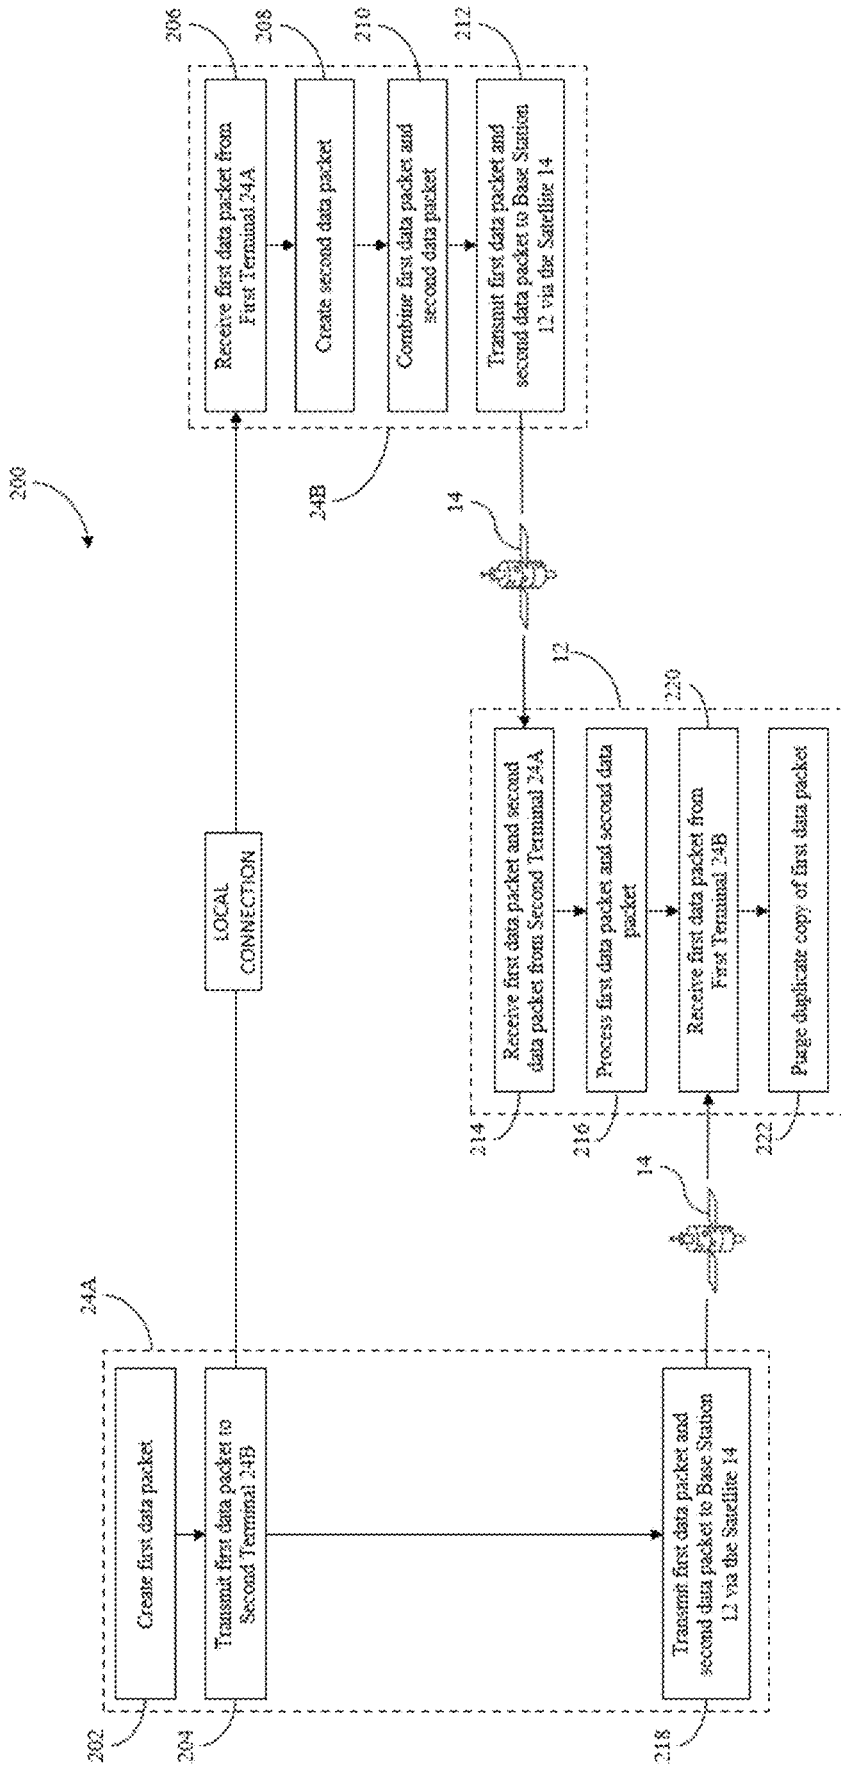 200
24A
202
Create first data packet
204
Transmit first data packet to
Second Terminal 24B
218
Transmit first data packet and
second data packet to Base Station
12 via the Satellite 14
LOCAL
CONNECTION
14
12
214
Receive first data packet and second
data packet from Second Terminal 24A
216
Process first data packet and second data
packet
220
Receive first data packet from
First Terminal 24B
222
Purge duplicate copy of first data packet
14
24B
206
Receive first data packet from
First Terminal 24A
208
Create second data packet
210
Combine first data packet and
second data packet
212
Transmit first data packet and
second data packet to Base Station
12 via the Satellite 14